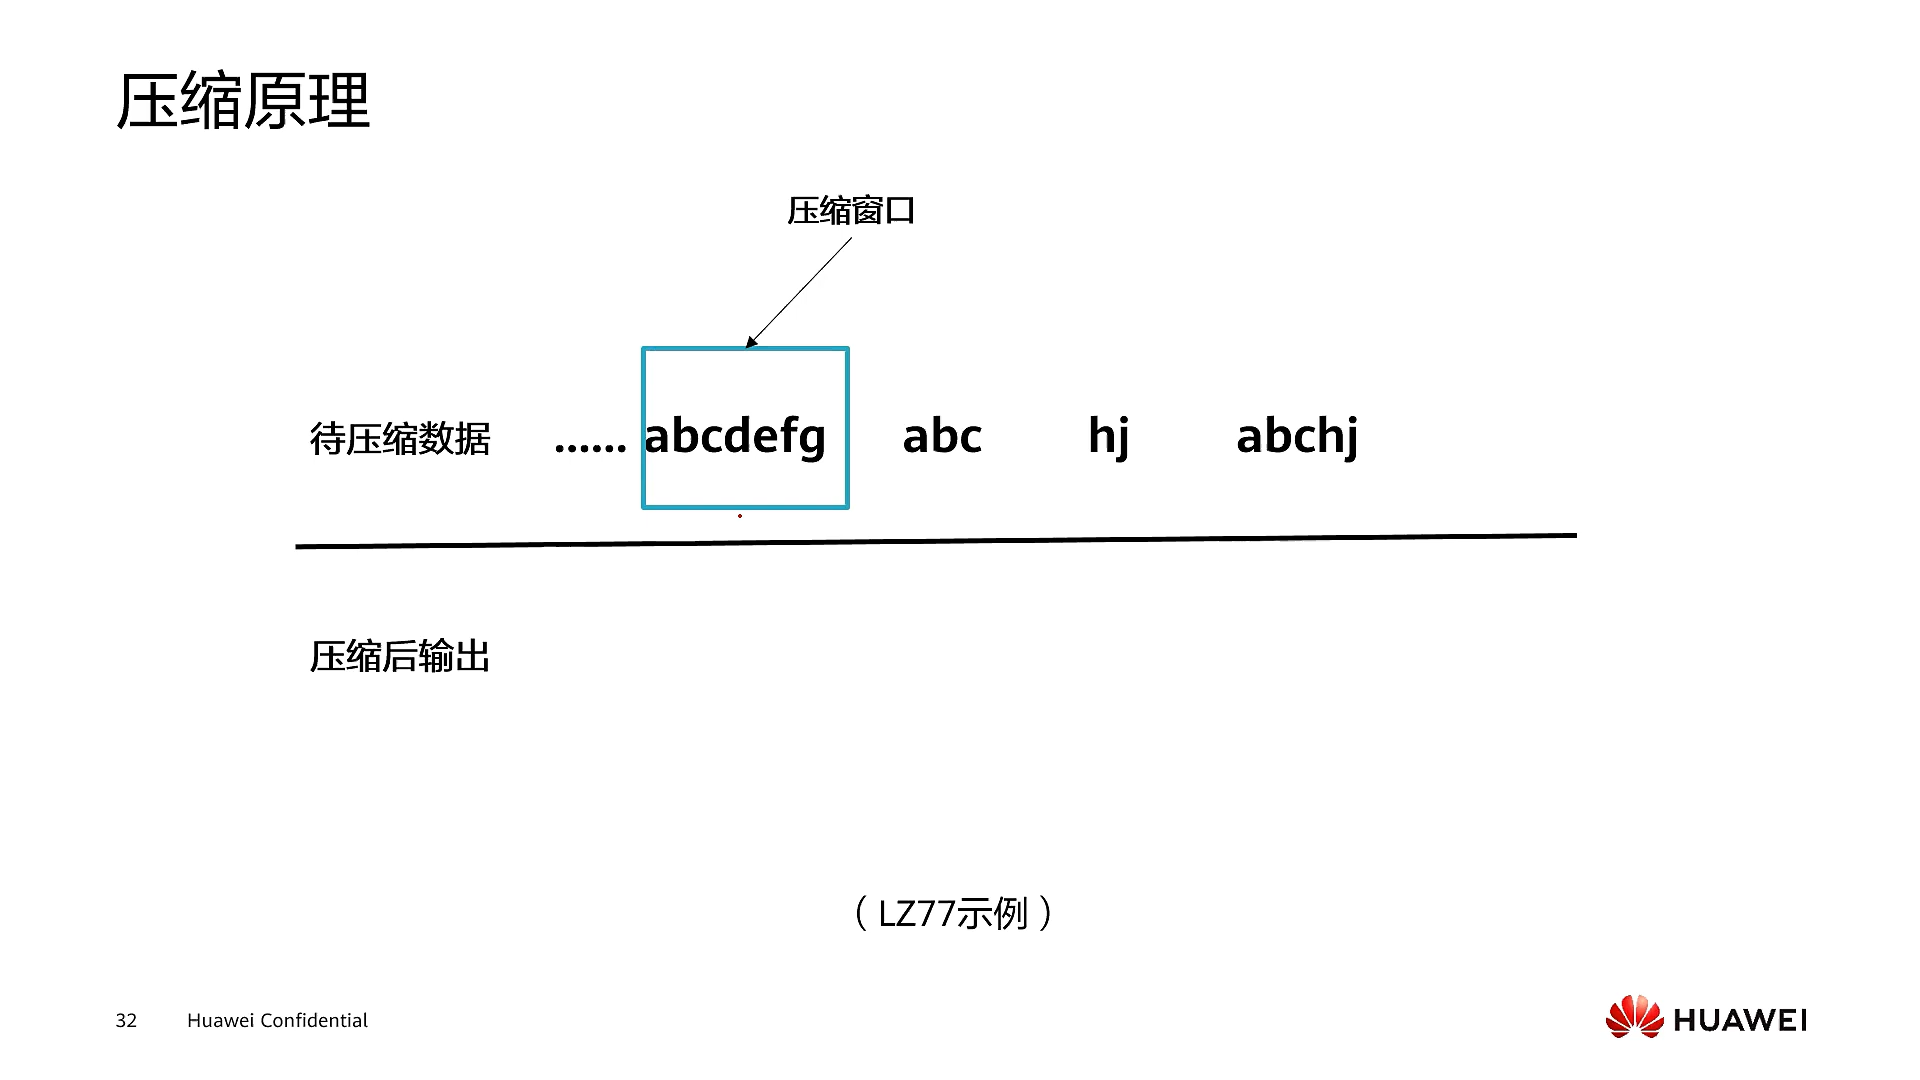 压缩原理
压缩窗口
待压缩数据 ...... abcdefg abc hj abchj
压缩后输出
（LZ77示例）
32 Huawei Confidential
HUAWEI